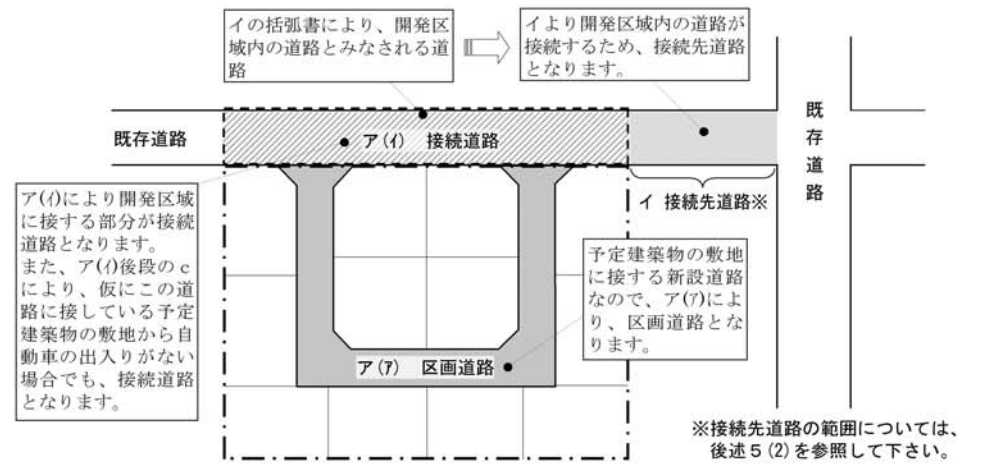 イの括弧書により、開発区
域内の道路とみなされる道
路
イより開発区域内の道路が
接続するため、接続先道路
となります。
既存道路
ア(ｲ) 接続道路
既存道路
イ 接続先道路※
ア(ｲ)により開発区域
に接する部分が接続
道路となります。
また、ア(ｲ)後段のｃ
により、仮にこの道
路に接している予定
建築物の敷地から自
動車の出入りがない
場合でも、接続道路
となります。
予定建築物の敷地
に接する新設道路
なので、ア(ｱ)によ
り、区画道路とな
ります。
ア(ｱ) 区画道路
※接続先道路の範囲については、
後述５(2)を参照して下さい。